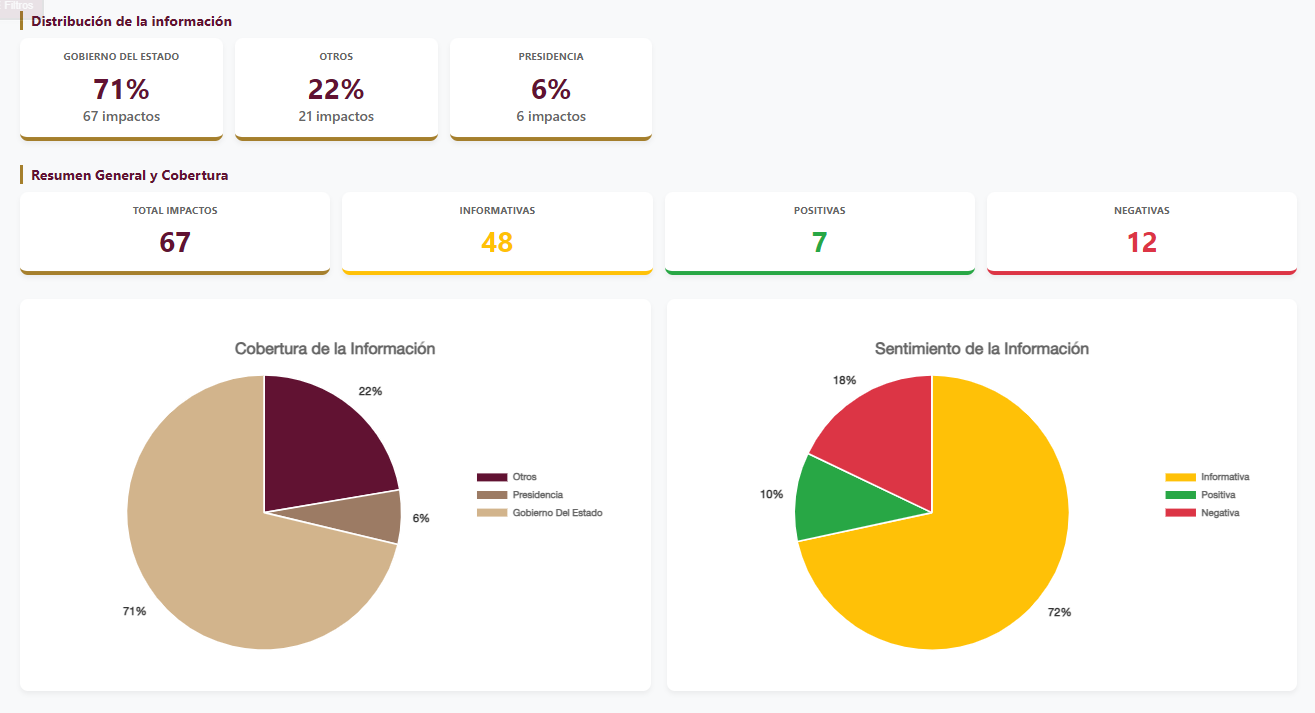 Filtros
Distribución de la información
GOBIERNO DEL ESTADO
71%
67 impactos
OTROS
22%
21 impactos
PRESIDENCIA
6%
6 impactos
Resumen General y Cobertura
TOTAL IMPACTOS
67
INFORMATIVAS
48
POSITIVAS
7
NEGATIVAS
12
Cobertura de la Información
22%
6%
71%
Otros
Presidencia
Gobierno Del Estado
Sentimiento de la Información
18%
10%
72%
Informativa
Positiva
Negativa